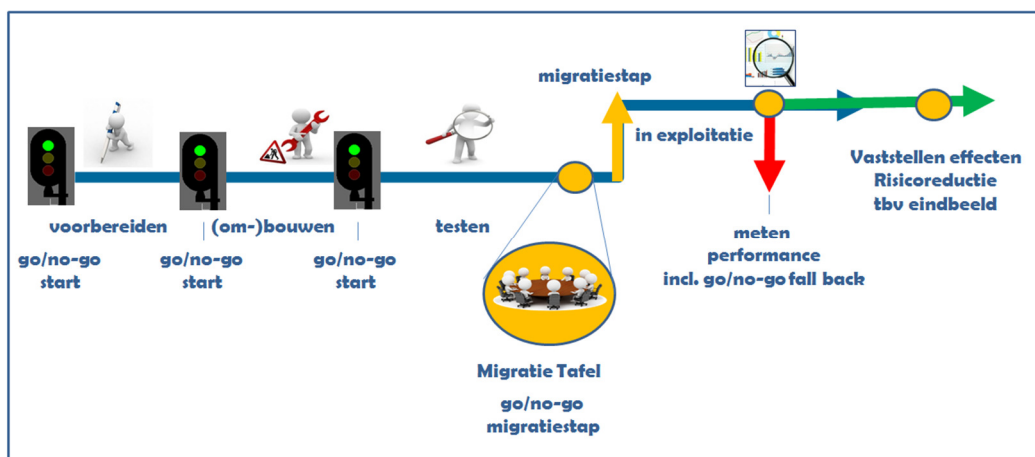 migratiestap
in exploitatie
voorbereiden
(om-)bouwen
testen
go/no-go
start
go/no-go
start
go/no-go
start
Migratie Tafel
go/no-go
migratiestap
meten
performance
incl. go/no-go fall back
Vaststellen effecten
Risicoreductie
tbv eindbeeld